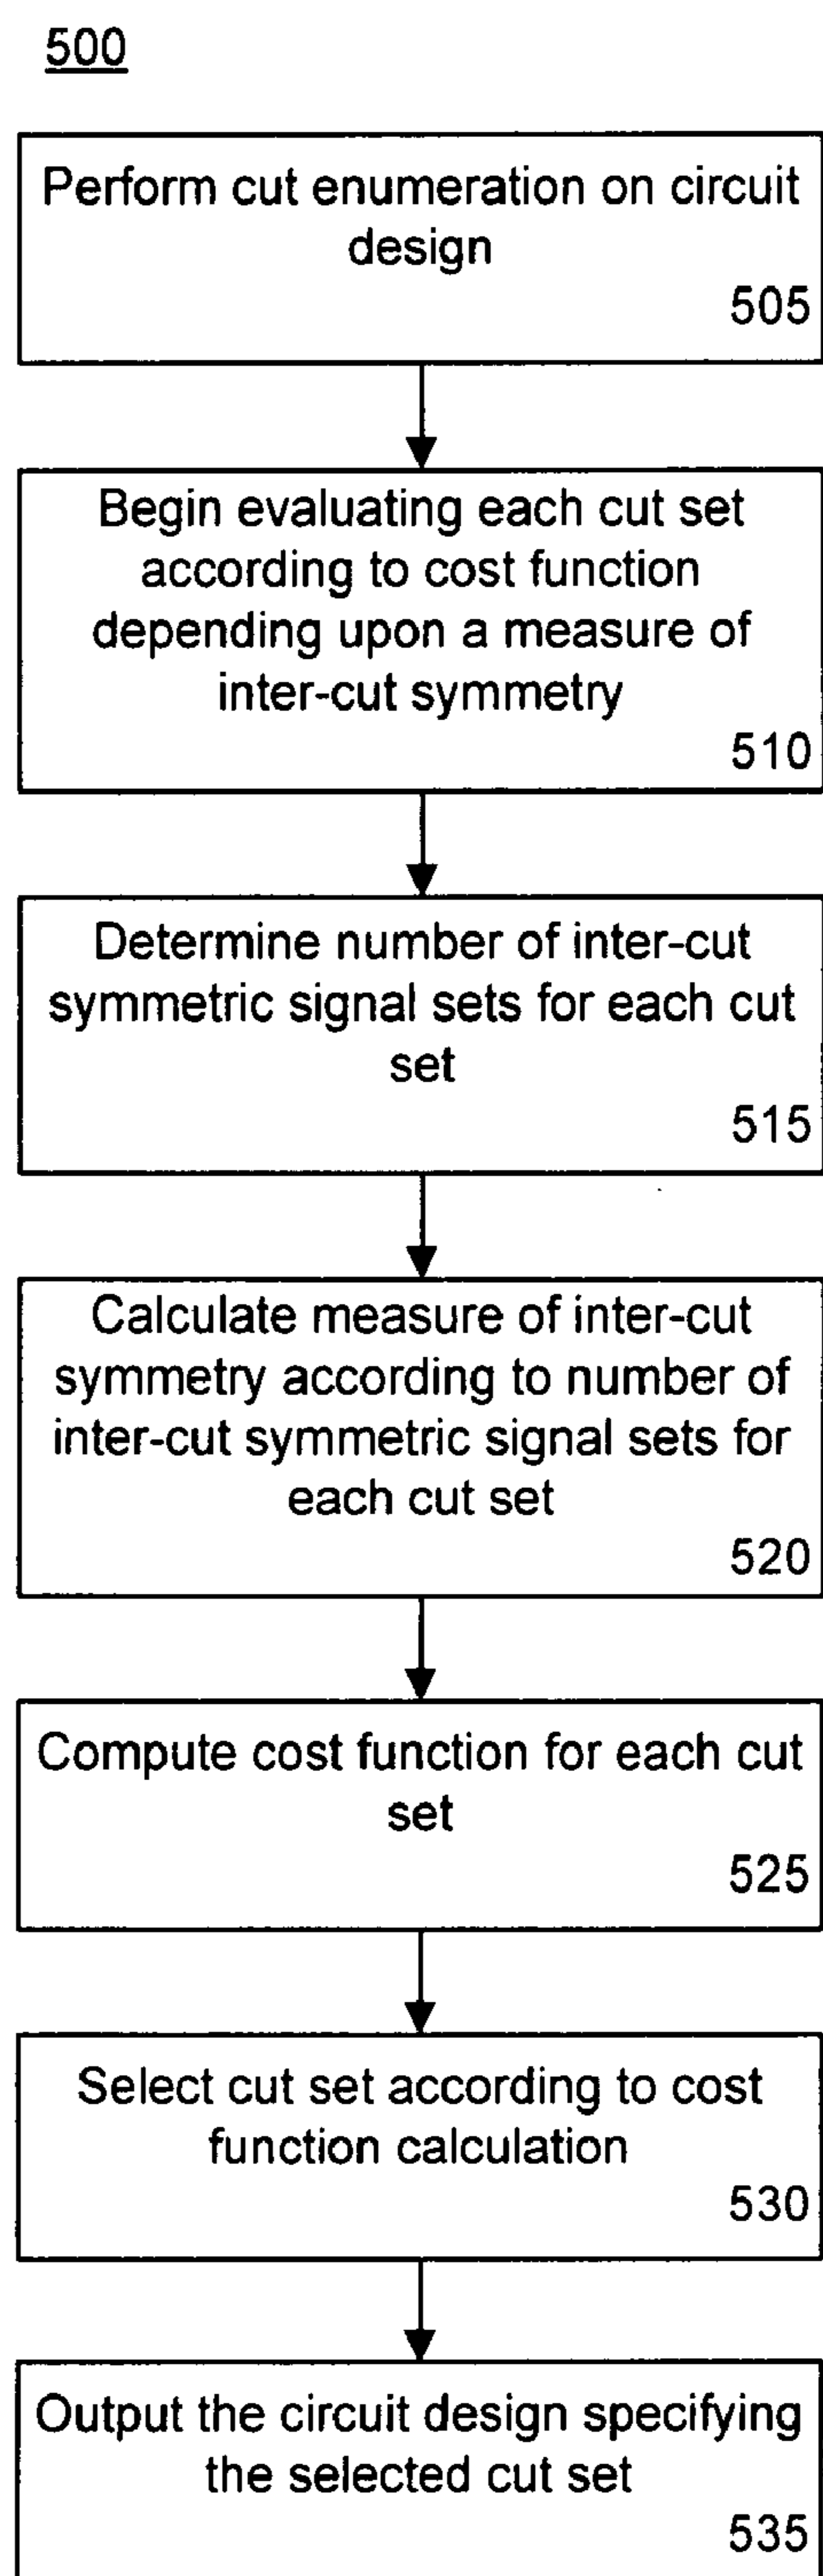 500
Perform cut enumeration on circuit
design
505
Begin evaluating each cut set
according to cost function
depending upon a measure of
inter-cut symmetry
510
Determine number of inter-cut
symmetric signal sets for each cut
set
515
Calculate measure of inter-cut
symmetry according to number of
inter-cut symmetric signal sets for
each cut set
520
Compute cost function for each cut
set
525
Select cut set according to cost
function calculation
530
Output the circuit design specifying
the selected cut set
535